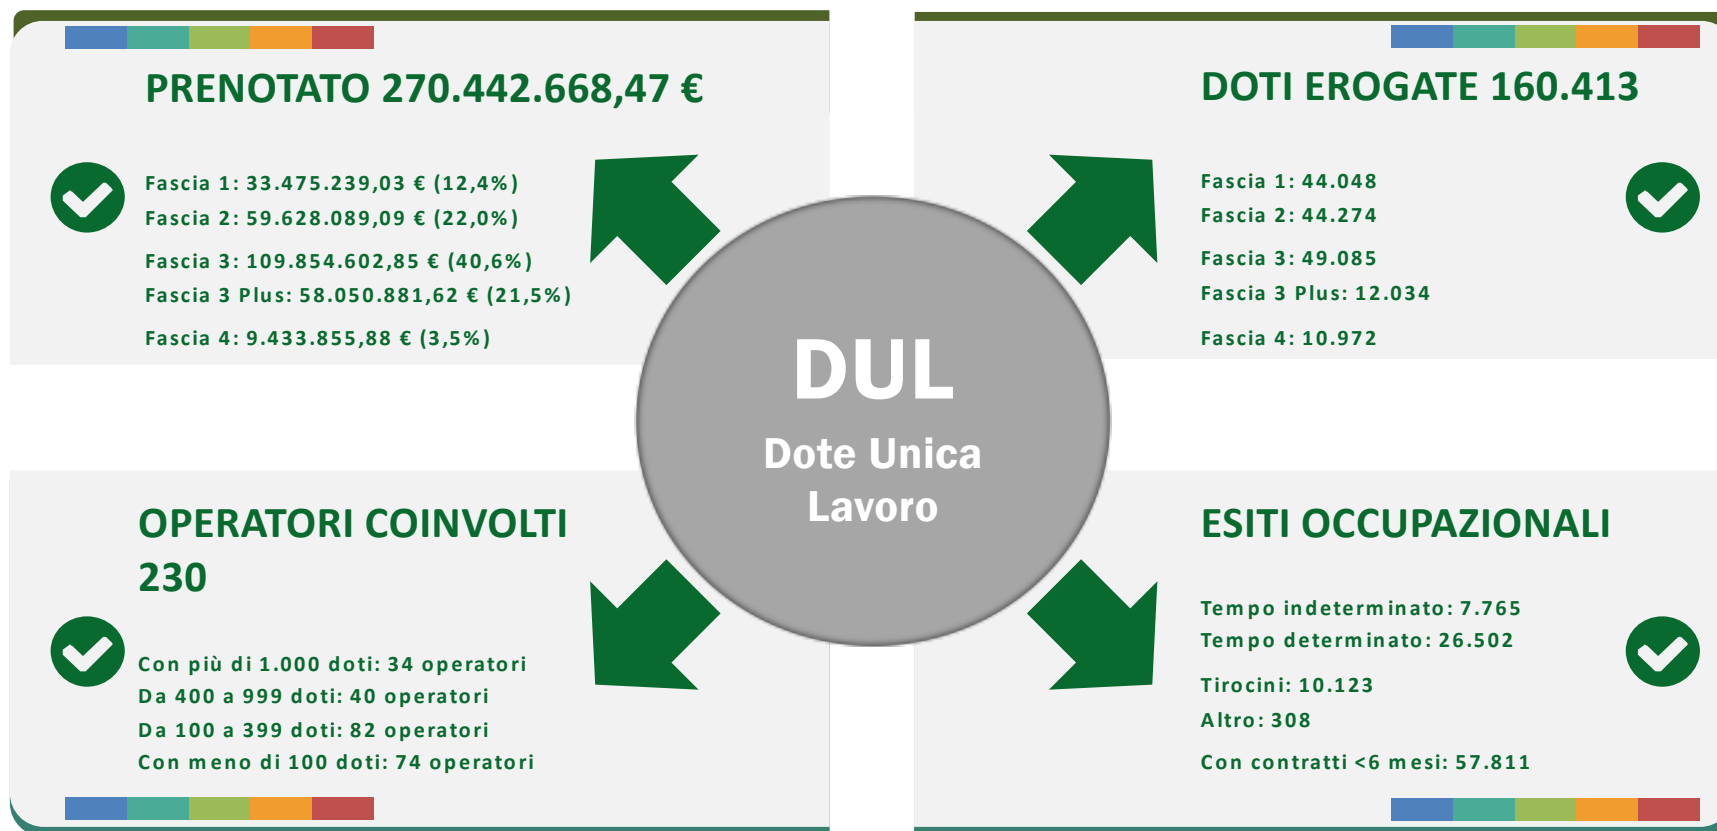 PRENOTATO 270.442.668,47 €
Fascia 1: 33.475.239,03 € (12,4%)
Fascia 2: 59.628.089,09 € (22,0%)
Fascia 3: 109.854.602,85 € (40,6%)
Fascia 3 Plus: 58.050.881,62 € (21,5%)
Fascia 4: 9.433.855,88 € (3,5%)
DOTI EROGATE 160.413
Fascia 1: 44.048
Fascia 2: 44.274
Fascia 3: 49.085
Fascia 3 Plus: 12.034
Fascia 4: 10.972
DUL
Dote Unica
Lavoro
OPERATORI COINVOLTI
230
Con più di 1.000 doti: 34 operatori
Da 400 a 999 doti: 40 operatori
Da 100 a 399 doti: 82 operatori
Con meno di 100 doti: 74 operatori
ESITI OCCUPAZIONALI
Tempo indeterminato: 7.765
Tempo determinato: 26.502
Tirocini: 10.123
Altro: 308
Con contratti <6 mesi: 57.811